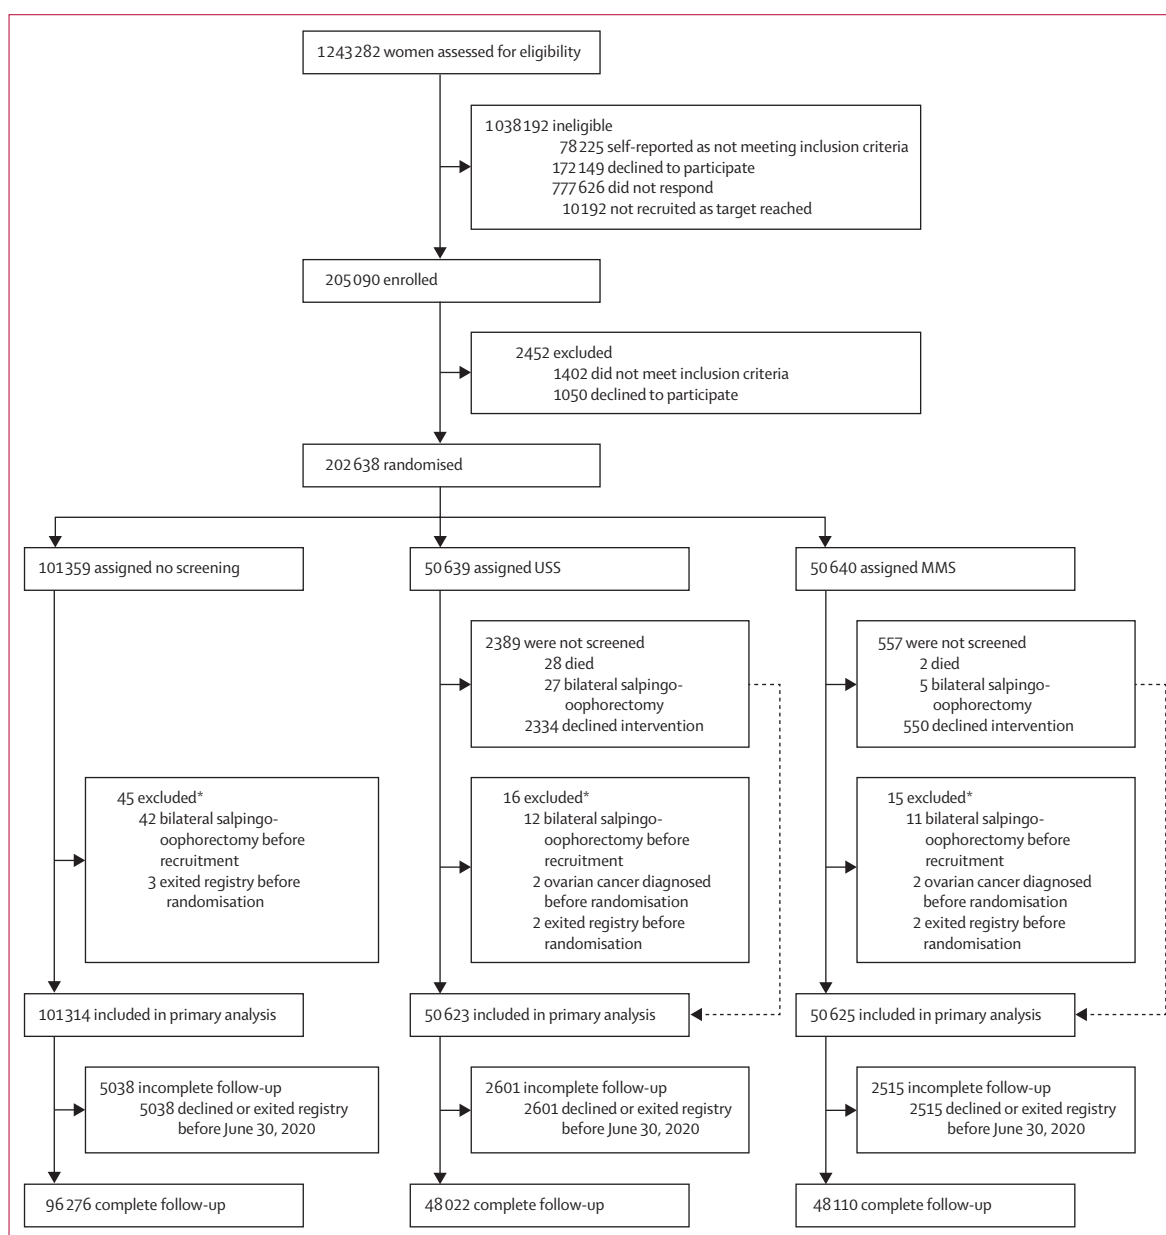 1243282 women assessed for eligibility
1038192 ineligible
78225 self-reported as not meeting inclusion criteria
172149 declined to participate
777626 did not respond
10192 not recruited as target reached
205090 enrolled
2452 excluded
1402 did not meet inclusion criteria
1050 declined to participate
202638 randomised
101359 assigned no screening
50639 assigned USS
50640 assigned MMS
2389 were not screened
28 died
27 bilateral salpingo-
oophorectomy
2334 declined intervention
557 were not screened
2 died
5 bilateral salpingo-
oophorectomy
550 declined intervention
45 excluded*
42 bilateral salpingo-
oophorectomy before
recruitment
3 exited registry before
randomisation
16 excluded*
12 bilateral salpingo-
oophorectomy before
recruitment
2 ovarian cancer diagnosed
before randomisation
2 exited registry before
randomisation
15 excluded*
11 bilateral salpingo-
oophorectomy before
recruitment
2 ovarian cancer diagnosed
before randomisation
2 exited registry before
randomisation
101314 included in primary analysis
50623 included in primary analysis
50625 included in primary analysis
5038 incomplete follow-up
5038 declined or exited registry
before June 30, 2020
2601 incomplete follow-up
2601 declined or exited registry
before June 30, 2020
2515 incomplete follow-up
2515 declined or exited registry
before June 30, 2020
96276 complete follow-up
48022 complete follow-up
48110 complete follow-up